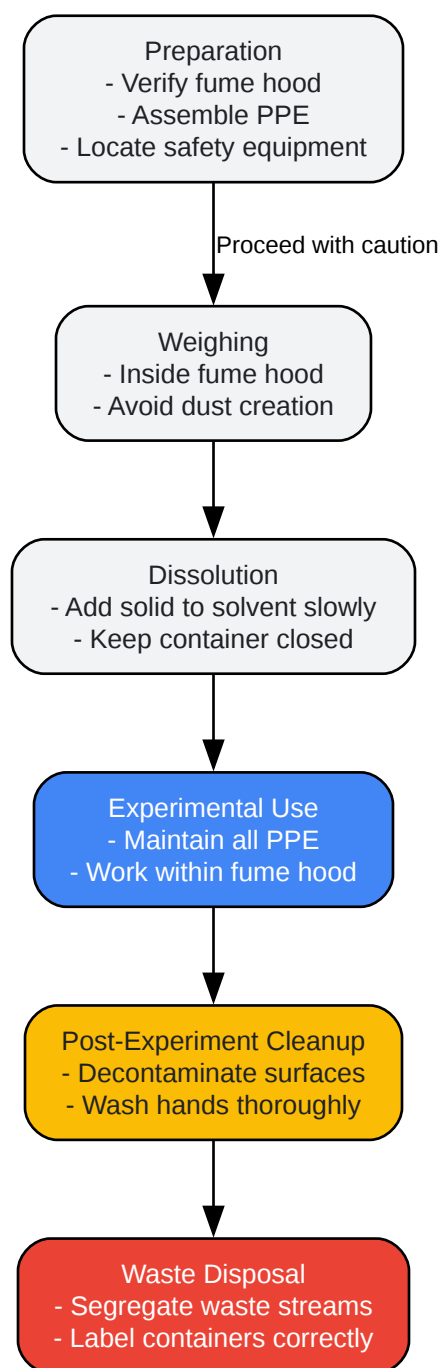 Preparation
- Verify fume hood
- Assemble PPE
- Locate safety equipment
Proceed with caution
Weighing
- Inside fume hood
- Avoid dust creation
Dissolution
- Add solid to solvent slowly
- Keep container closed
Experimental Use
- Maintain all PPE
- Work within fume hood
Post-Experiment Cleanup
- Decontaminate surfaces
- Wash hands thoroughly
Waste Disposal
- Segregate waste streams
- Label containers correctly